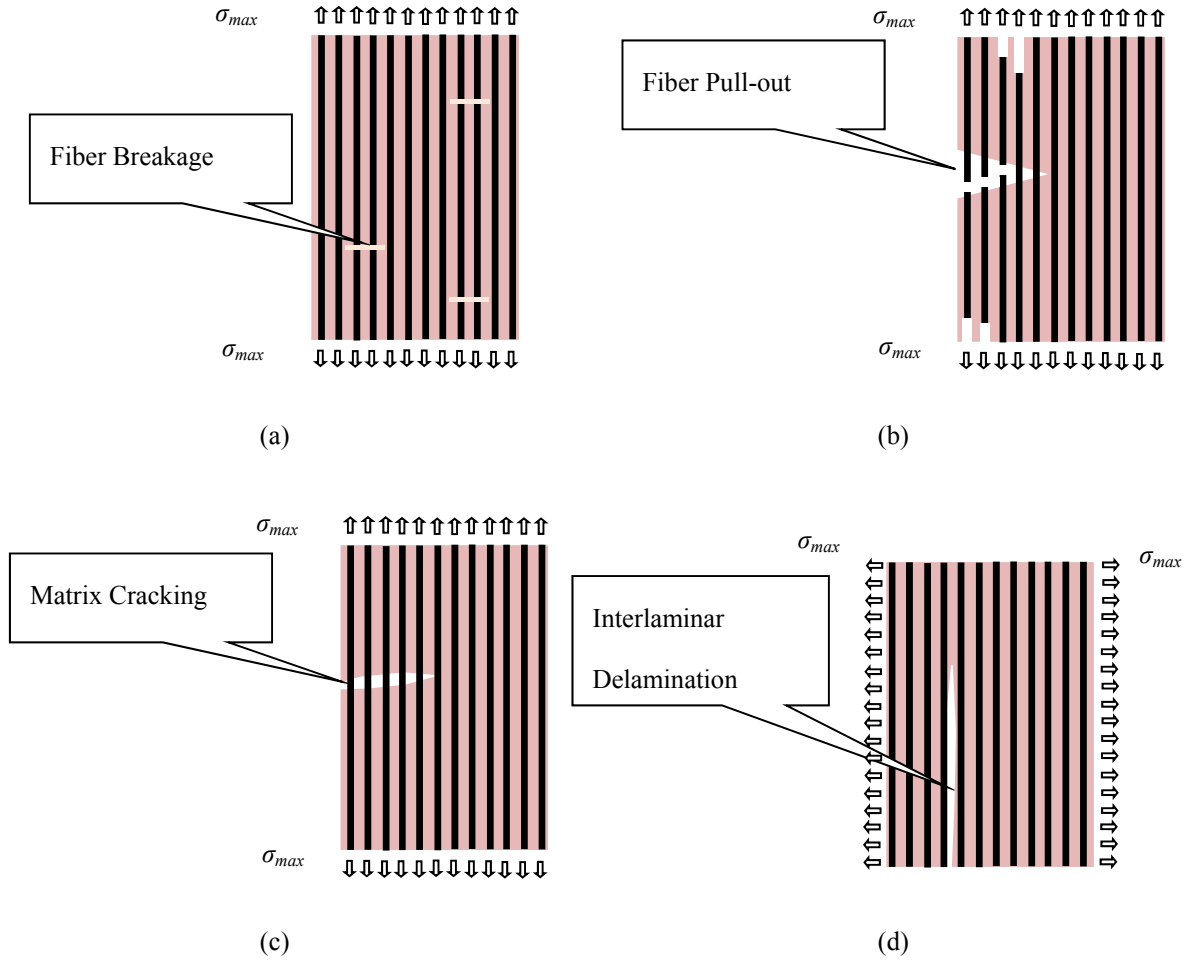 σmax
Fiber Breakage
σmax
(a)
σmax
Fiber Pull-out
σmax
(b)
σmax
Matrix Cracking
σmax
(c)
σmax
σmax
Interlaminar
Delamination
(d)